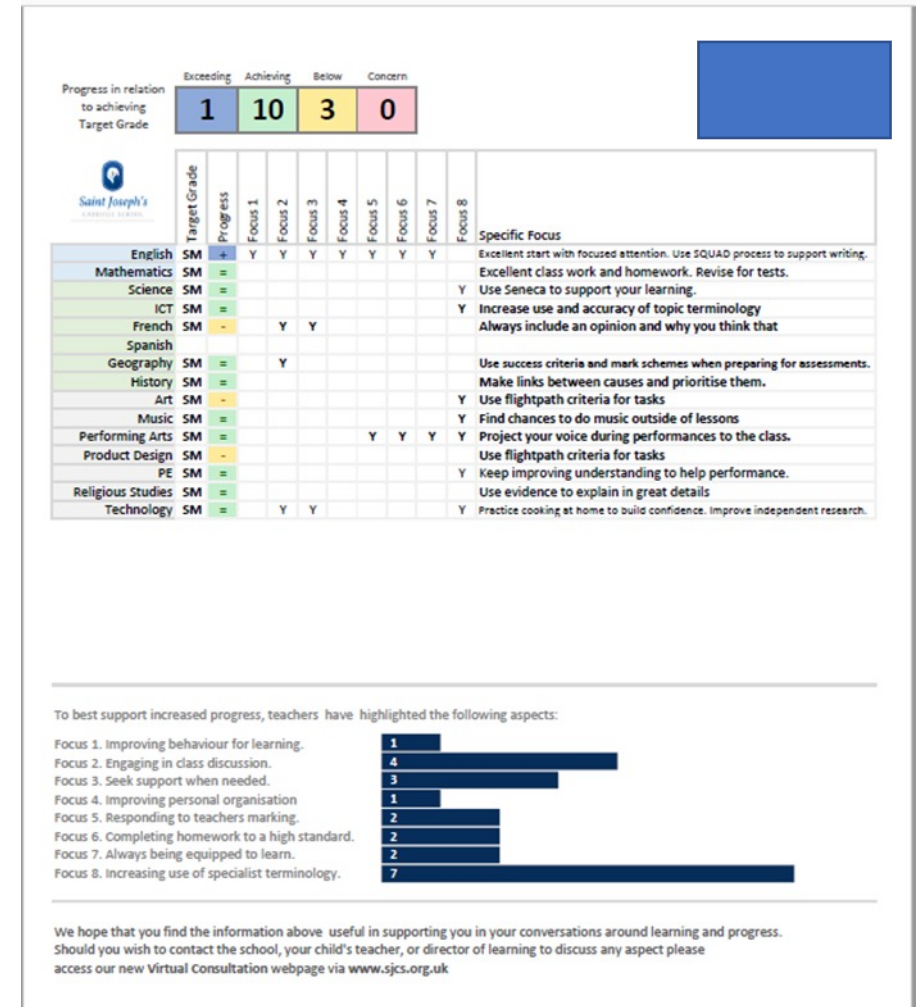 Exceeding Achieving Below Concern
Progress in relation
to achieving
Target Grade
1 10 3 0
Saint Joseph's
Target Grade Progress Focus 1 Focus 2 Focus 3 Focus 4 Focus 5 Focus 6 Focus 7 Focus 8 Specific Focus
English SM + Y Y Y Y Y Y Y Excellent start with focused attention. Use SQUAD process to support writing.
Mathematics SM = Excellent class work and homework. Revise for tests.
Science SM = Y Use Seneca to support your learning.
ICT SM = Y Increase use and accuracy of topic terminology
French SM - Y Y Always include an opinion and why you think that
Spanish
Geography SM = Y Use success criteria and mark schemes when preparing for assessments.
History SM = Make links between causes and prioritise them.
Art SM - Y Use flightpath criteria for tasks
Music SM = Y Find chances to do music outside of lessons
Performing Arts SM = Y Y Y Y Project your voice during performances to the class.
Product Design SM - Use flightpath criteria for tasks
PE SM = Y Keep improving understanding to help performance.
Religious Studies SM = Use evidence to explain in great details
Technology SM = Y Y Y Practice cooking at home to build confidence. Improve independent research.
To best support increased progress, teachers have highlighted the following aspects:
Focus 1. Improving behaviour for learning. 1
Focus 2. Engaging in class discussion. 4
Focus 3. Seek support when needed. 3
Focus 4. Improving personal organisation 1
Focus 5. Responding to teachers marking. 2
Focus 6. Completing homework to a high standard. 2
Focus 7. Always being equipped to learn. 2
Focus 8. Increasing use of specialist terminology. 7
We hope that you find the information above useful in supporting you in your conversations around learning and progress.
Should you wish to contact the school, your child's teacher, or director of learning to discuss any aspect please
access our new Virtual Consultation webpage via www.sjcs.org.uk